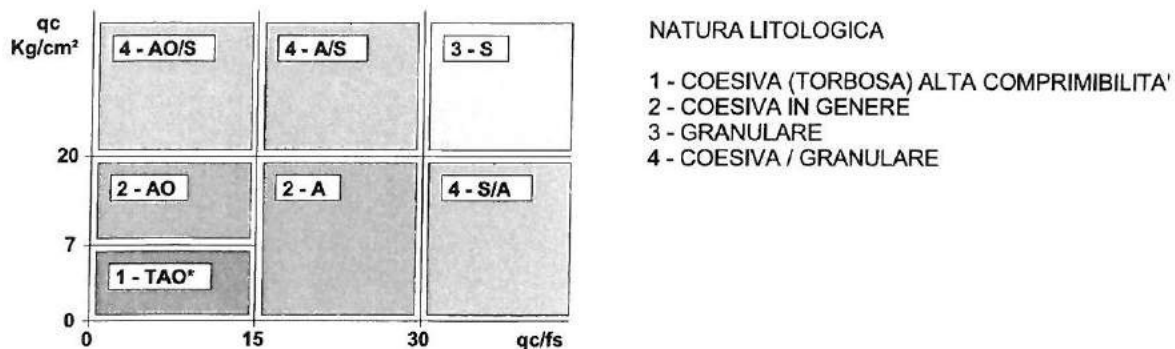 qc
Kg/cm²
4 - AO/S
4 - A/S
3 - S
20
2 - AO
2 - A
4 - S/A
7
1 - TAO*
0
0
15
30
qc/fs
NATURA LITOLOGICA
1 - COESIVA (TORBOSA) ALTA COMPRIMIBILITA'
2 - COESIVA IN GENERE
3 - GRANULARE
4 - COESIVA / GRANULARE